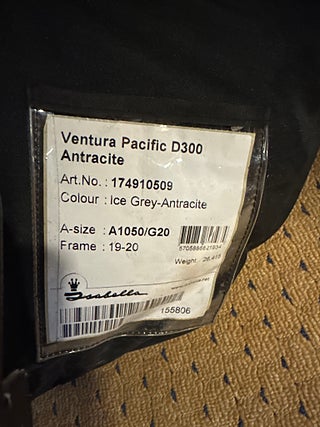 Ventura Pacific D300
Antracite
Art.No. : 174910509
Colour : Ice Grey-Antracite
A-size : A1050/G20
Frame : 19-20
Weight
Isabella
155806